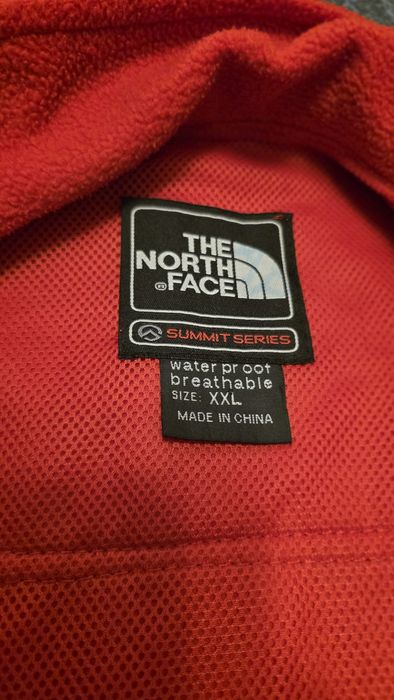 THE
NORTH
FACE®
SUMMIT SERIES
water proof
breathable
SIZE: XXL
MADE IN CHINA